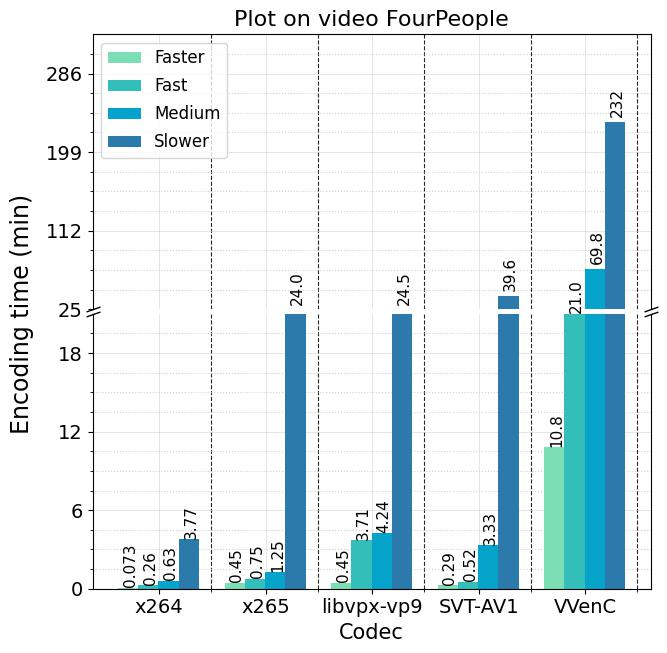 Plot on video FourPeople
Faster
Fast
Medium
Slower
Encoding time (min)
286
199
112
25
18
12
6
0
0.073
0.26
0.63
3.77
0.45
0.75
1.25
24.0
0.45
3.71
4.24
24.5
0.29
0.52
3.33
39.6
10.8
21.0
69.8
232
x264
x265
libvpx-vp9
SVT-AV1
VVenC
Codec